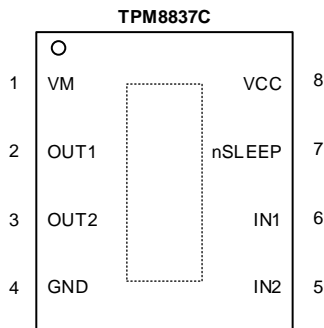 TPM8837C
1 VM VCC 8
2 OUT1 nSLEEP 7
3 OUT2 IN1 6
4 GND IN2 5